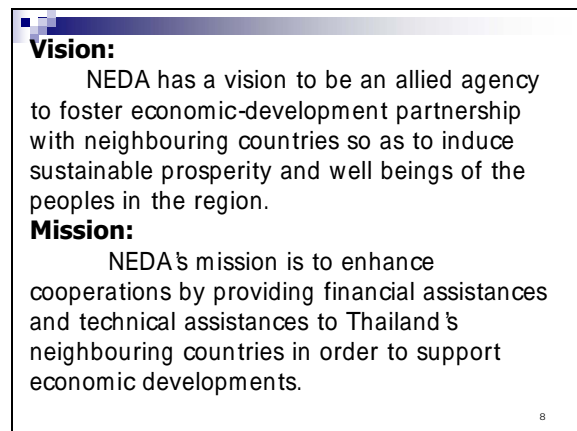 Vision:
NEDA has a vision to be an allied agency
to foster economic-development partnership
with neighbouring countries so as to induce
sustainable prosperity and well beings of the
peoples in the region.
Mission:
NEDA's mission is to enhance
cooperations by providing financial assistances
and technical assistances to Thailand's
neighbouring countries in order to support
economic developments.
8